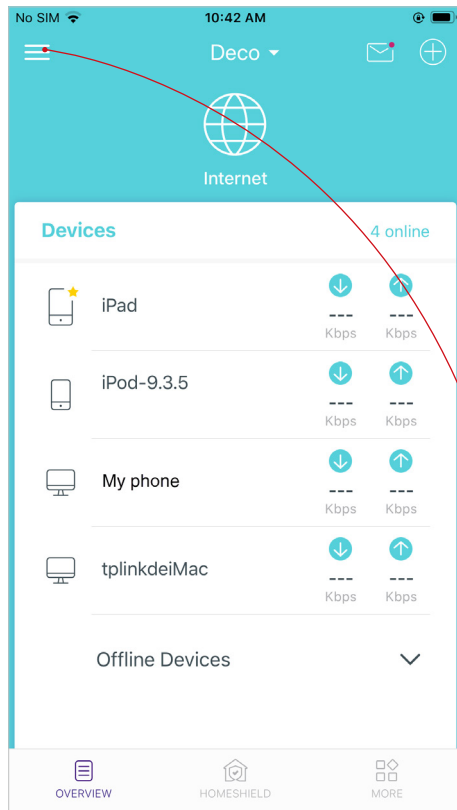 No SIM 10:42 AM
Deco
Internet
Devices 4 online
iPad
--- ---
Kbps Kbps
iPod-9.3.5
--- ---
Kbps Kbps
My phone
--- ---
Kbps Kbps
tplinkdeiMac
--- ---
Kbps Kbps
Offline Devices
OVERVIEW HOMESHIELD MORE